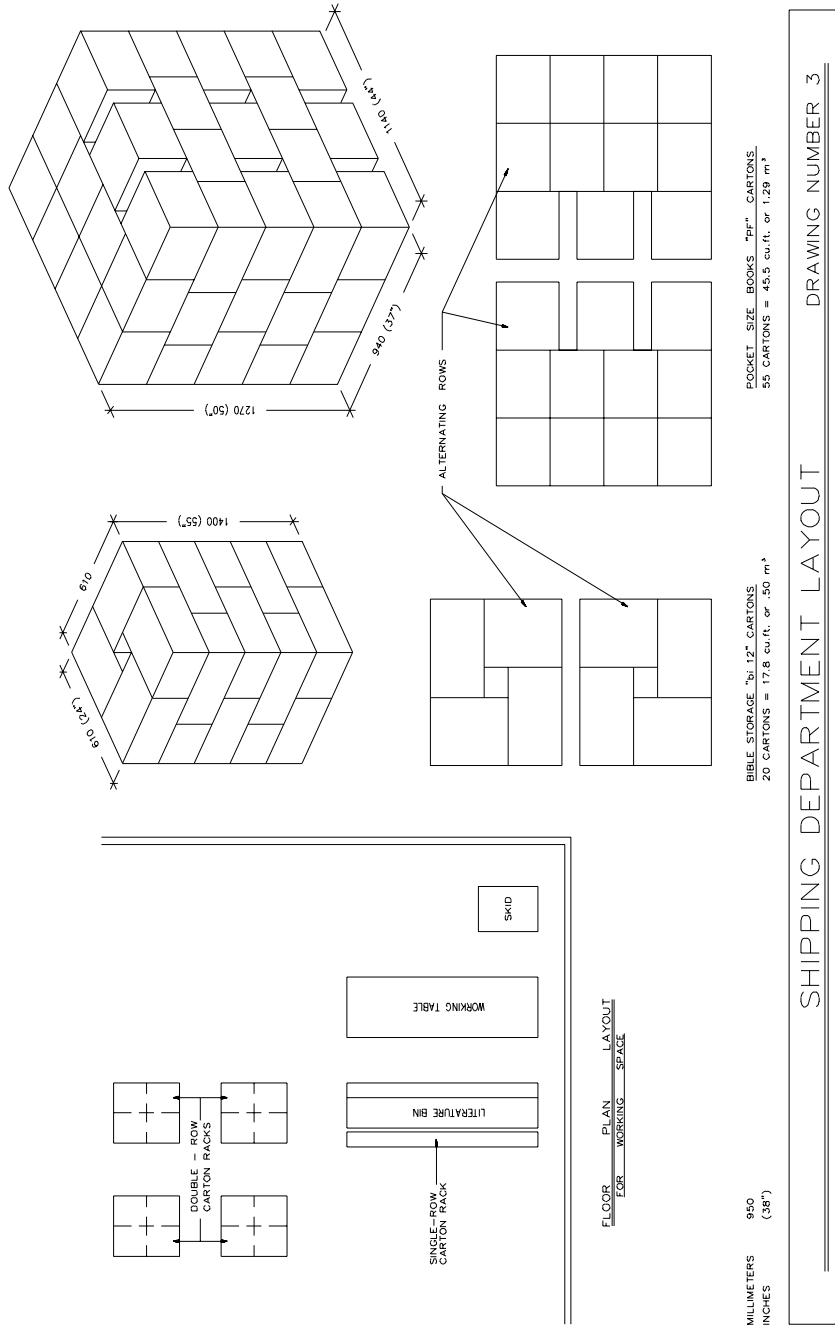 610 (24")
610
1400 (55")
1270 (50")
940 (37")
1140 (44")
DOUBLE - ROW
CARTON RACKS
SINGLE-ROW
CARTON RACK
LITERATURE BIN
WORKING TABLE
SKID
ALTERNATING ROWS
FLOOR PLAN LAYOUT
FOR WORKING SPACE
BIBLE STORAGE "bi 12" CARTONS
20 CARTONS = 17.8 cu.ft. or .50 m³
POCKET SIZE BOOKS "PF" CARTONS
55 CARTONS = 45.5 cu.ft. or 1.29 m³
MILLIMETERS 950
INCHES (38")
SHIPPING DEPARTMENT LAYOUT
DRAWING NUMBER 3